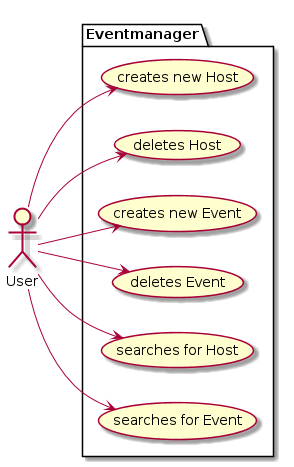 Eventmanager
creates new Host
deletes Host
creates new Event
User
deletes Event
searches for Host
searches for Event